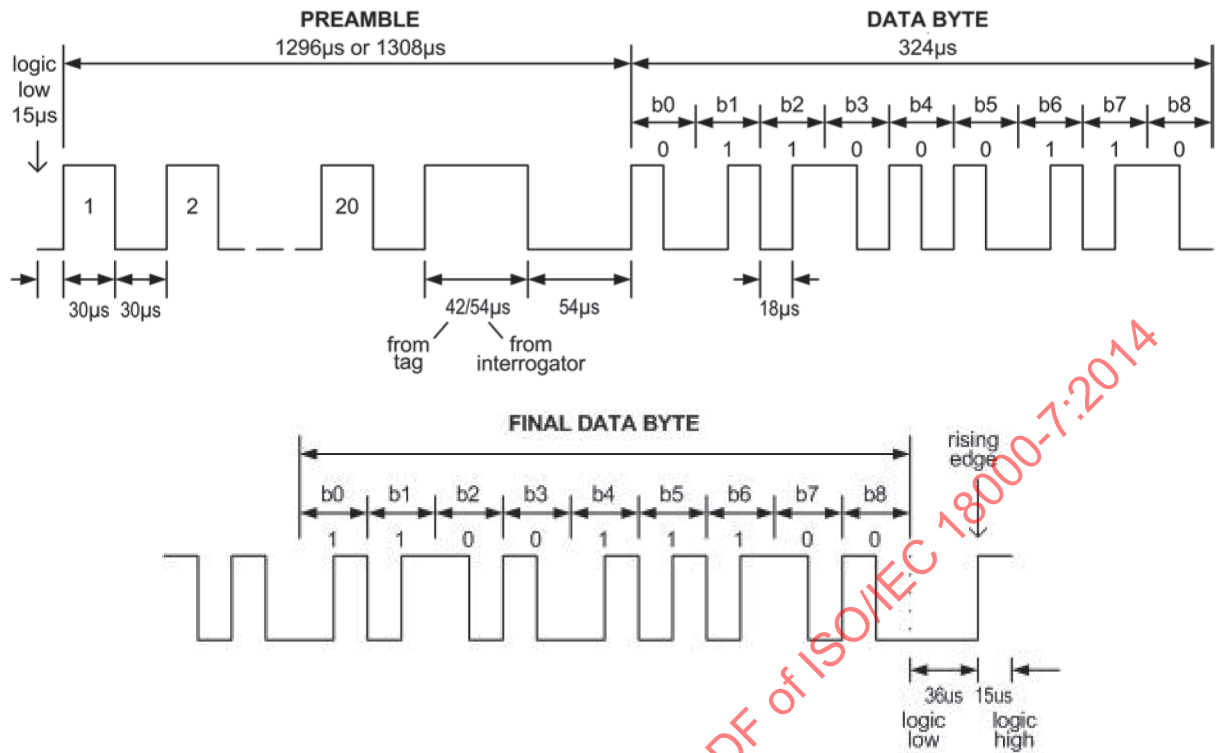 PREAMBLE
1296µs or 1308µs
DATA BYTE
324µs
logic
low
15µs
b0 b1 b2 b3 b4 b5 b6 b7 b8
0 1 1 0 0 0 1 1 0
1 2 20
30µs 30µs
42/54µs
54µs
18µs
from
tag
from
interrogator
FINAL DATA BYTE
rising
edge
b0 b1 b2 b3 b4 b5 b6 b7 b8
1 1 0 0 1 1 1 0 0
36us 15us
logic
low
logic
high
DF of ISO/IEC 18000-7:2014